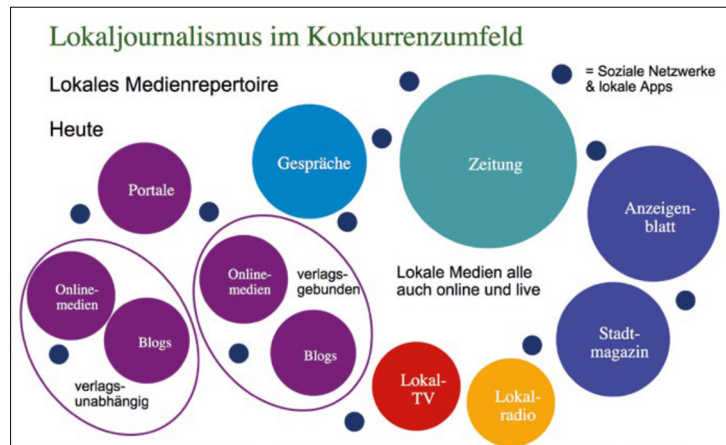 Lokaljournalismus im Konkurrenzumfeld
Lokales Medienrepertoire
= Soziale Netzwerke
& lokale Apps
Heute
Gespräche
Zeitung
Portale
Anzeigen-
blatt
Online-
medien
Blogs
verlags-
unabhängig
Online-
medien
verlags-
gebunden
Blogs
Lokale Medien alle
auch online und live
Stadt-
magazin
Lokal-
TV
Lokal-
radio